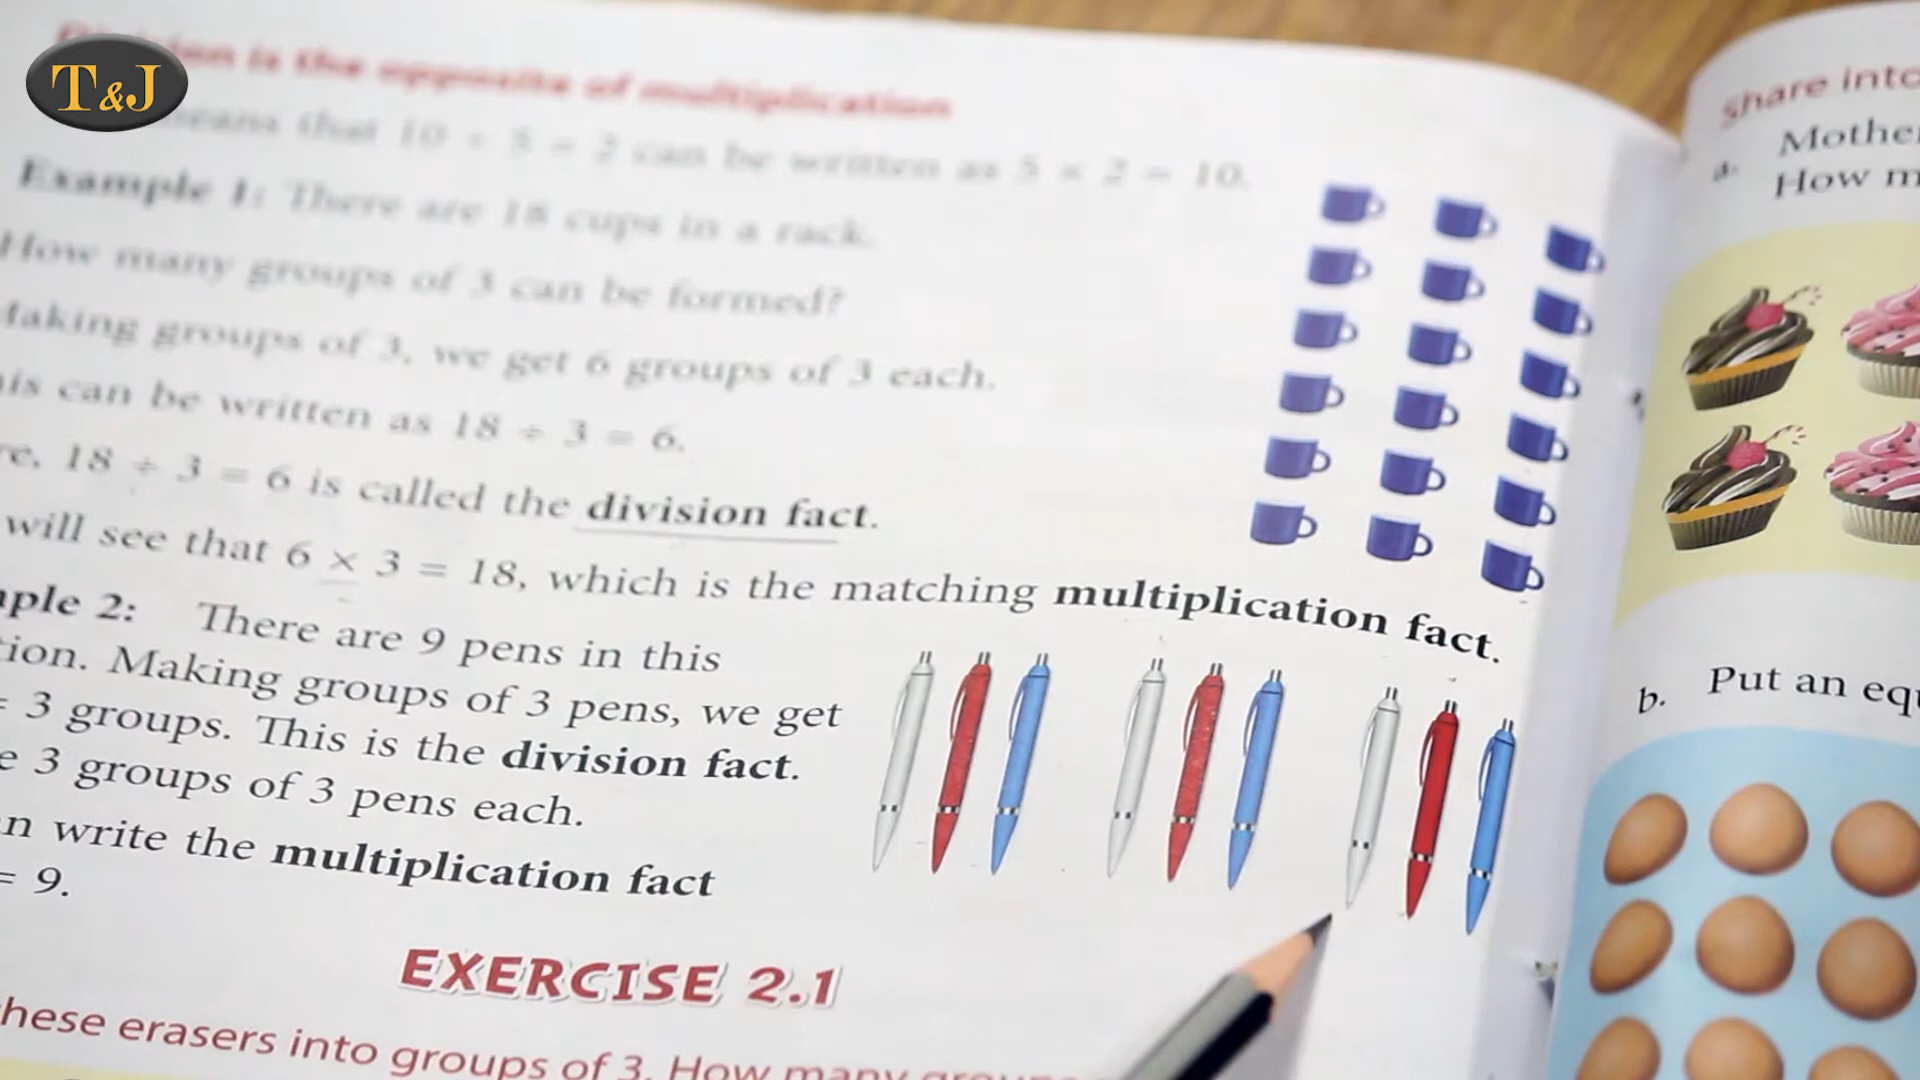 T&J
is the opposite of multiplication
means that 10 ÷ 5 = 2 can be written as 5 × 2 = 10.
Example 1: There are 18 cups in a rack.
How many groups of 3 can be formed?
Making groups of 3, we get 6 groups of 3 each.
is can be written as 18 ÷ 3 = 6.
re, 18 ÷ 3 = 6 is called the division fact.
will see that 6 × 3 = 18, which is the matching multiplication fact.
mple 2: There are 9 pens in this
tion. Making groups of 3 pens, we get
= 3 groups. This is the division fact.
e 3 groups of 3 pens each.
n write the multiplication fact
= 9.
EXERCISE 2.1
hese erasers into groups of 3. How many groups
Share into
a. Mother
How m
b. Put an equ